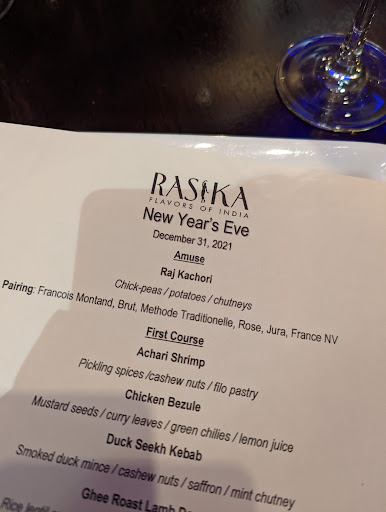 RASIKA
FLAVORS OF INDIA
New Year's Eve
December 31, 2021
Amuse
Raj Kachori
Chick-peas / potatoes / chutneys
Pairing: Francois Montand, Brut, Methode Traditionelle, Rose, Jura, France NV
First Course
Achari Shrimp
Pickling spices /cashew nuts / filo pastry
Chicken Bezule
Mustard seeds / curry leaves / green chilies / lemon juice
Duck Seekh Kebab
Smoked duck mince / cashew nuts / saffron / mint chutney
Ghee Roast Lamb
Rice lentil